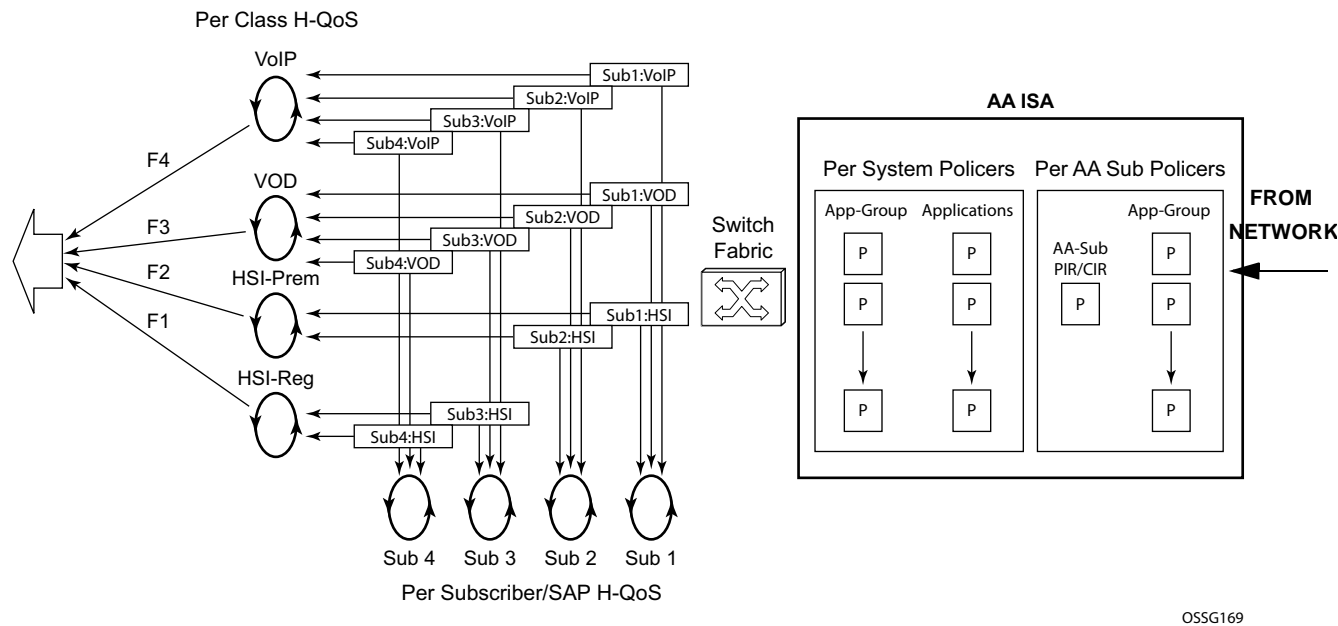 Per Class H-QoS
VoIP
Sub1:VoIP
Sub2:VoIP
Sub3:VoIP
Sub4:VoIP
F4
VOD
Sub1:VOD
Sub2:VOD
Sub3:VOD
Sub4:VOD
F3
HSI-Prem
F2
Sub1:HSI
Sub2:HSI
F1
HSI-Reg
Sub3:HSI
Sub4:HSI
Sub 4
Sub 3
Sub 2
Sub 1
Per Subscriber/SAP H-QoS
Switch
Fabric
AA ISA
Per System Policers
App-Group
Applications
P
P
P
P
P
P
Per AA Sub Policers
AA-Sub
PIR/CIR
P
App-Group
P
P
P
FROM
NETWORK
OSSG169